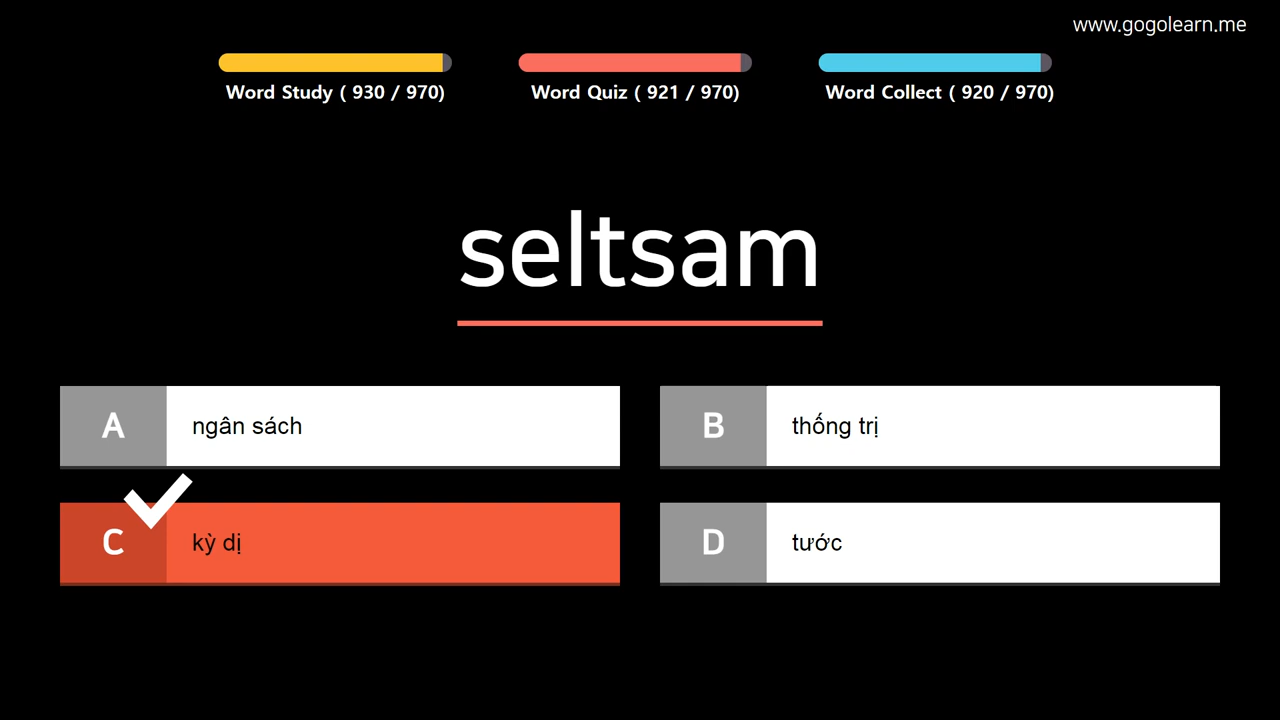 www.gogolearn.me
Word Study ( 930 / 970)
Word Quiz ( 921 / 970)
Word Collect ( 920 / 970)
seltsam
A ngân sách
B thống trị
C kỳ dị
D tước